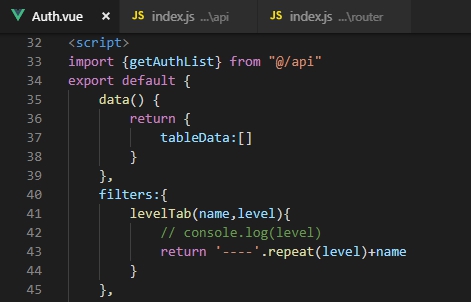 Auth.vue × JS index.js ...\api JS index.js ...\router
32 <script>
33 import {getAuthList} from "@/api"
34 export default {
35 data() {
36 return {
37 tableData:[]
38 }
39 },
40 filters:{
41 levelTab(name,level){
42 // console.log(level)
43 return '----'.repeat(level)+name
44 }
45 },